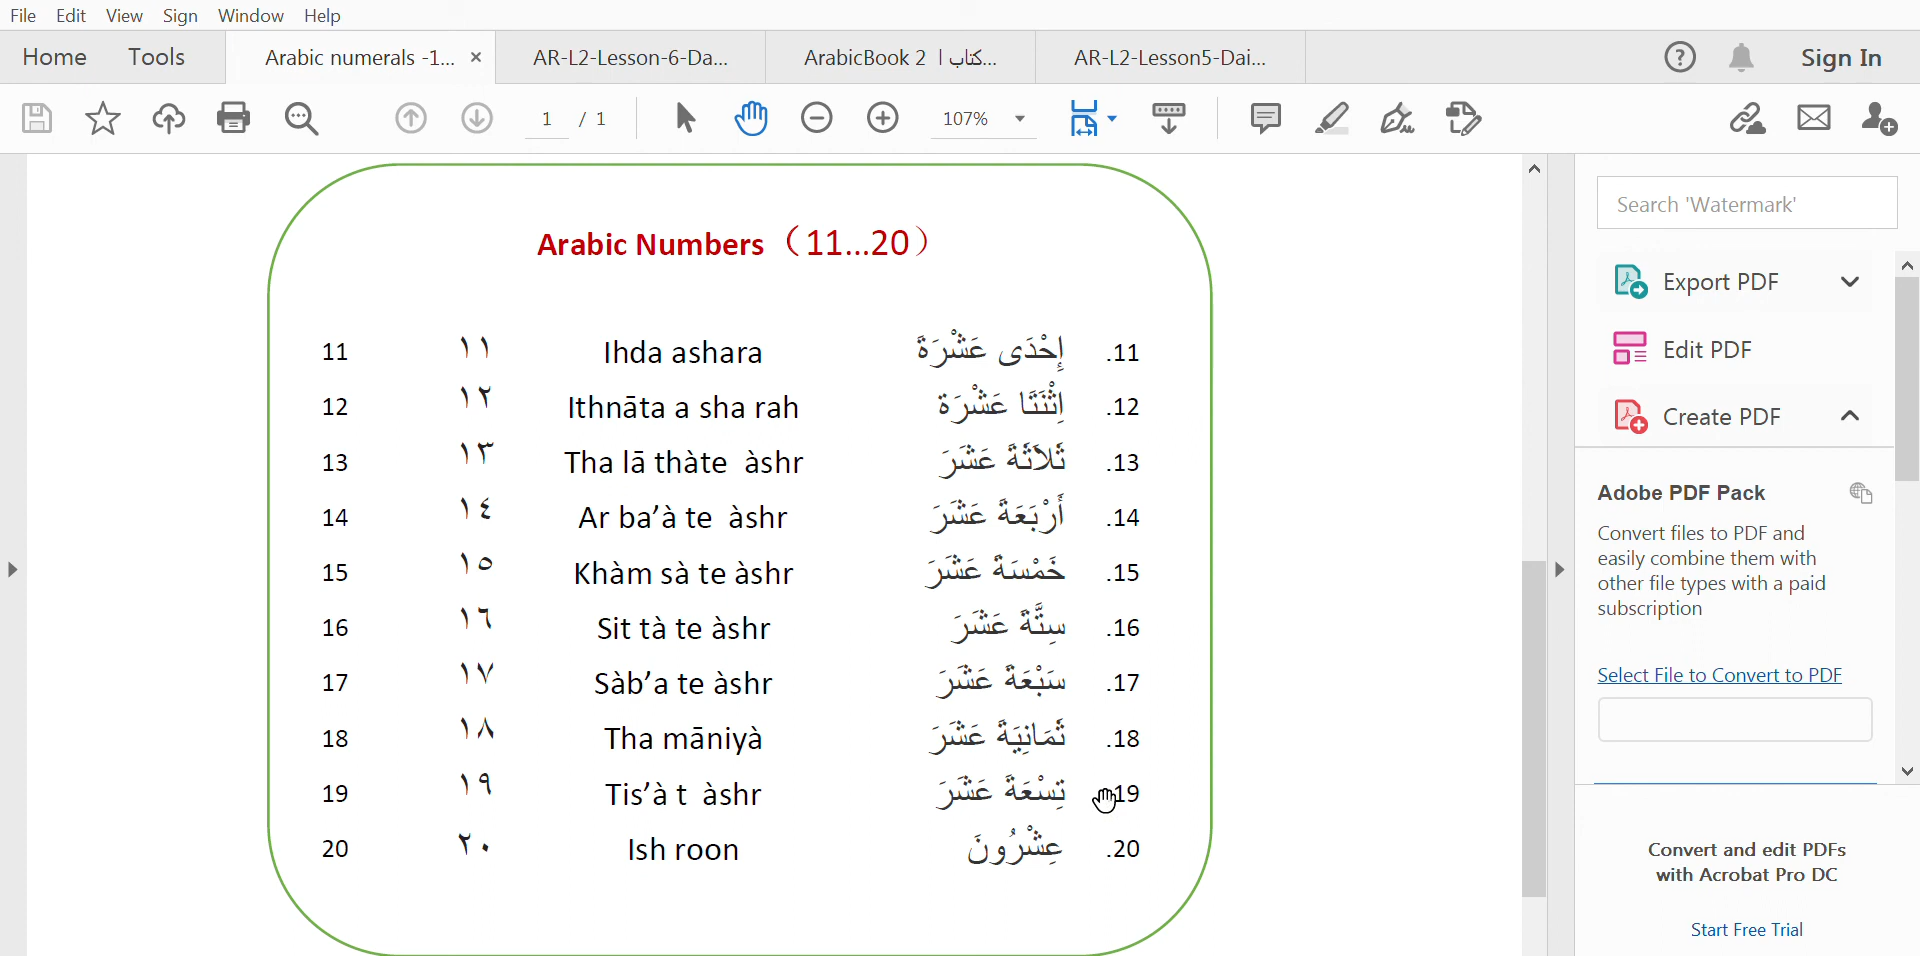 File Edit View Sign Window Help
Home Tools Arabic numerals -1... × AR-L2-Lesson-6-Da... ArabicBook 2 كتاب ا... AR-L2-Lesson5-Dai... Sign In
1 / 1 107%
Search 'Watermark'
Export PDF
Edit PDF
Create PDF
Adobe PDF Pack
Convert files to PDF and
easily combine them with
other file types with a paid
subscription
Select File to Convert to PDF
Convert and edit PDFs
with Acrobat Pro DC
Start Free Trial
Arabic Numbers (11...20)
11 ١١ Ihda ashara إِحْدَى عَشْرَةَ .11
12 ١٢ Ithnāta a sha rah اِثْنَتَا عَشْرَة .12
13 ١٣ Tha lā thàte àshr ثَلاَثَةَ عَشَرَ .13
14 ١٤ Ar ba’à te àshr أَرْبَعَةَ عَشَرَ .14
15 ١٥ Khàm sà te àshr خَمْسَةَ عَشَرَ .15
16 ١٦ Sit tà te àshr سِتَّةَ عَشَرَ .16
17 ١٧ Sàb’a te àshr سَبْعَةَ عَشَرَ .17
18 ١٨ Tha māniyà ثَمَانِيَةَ عَشَرَ .18
19 ١٩ Tis’à t àshr تِسْعَةَ عَشَرَ 19
20 ٢٠ Ish roon عِشْرُونَ .20